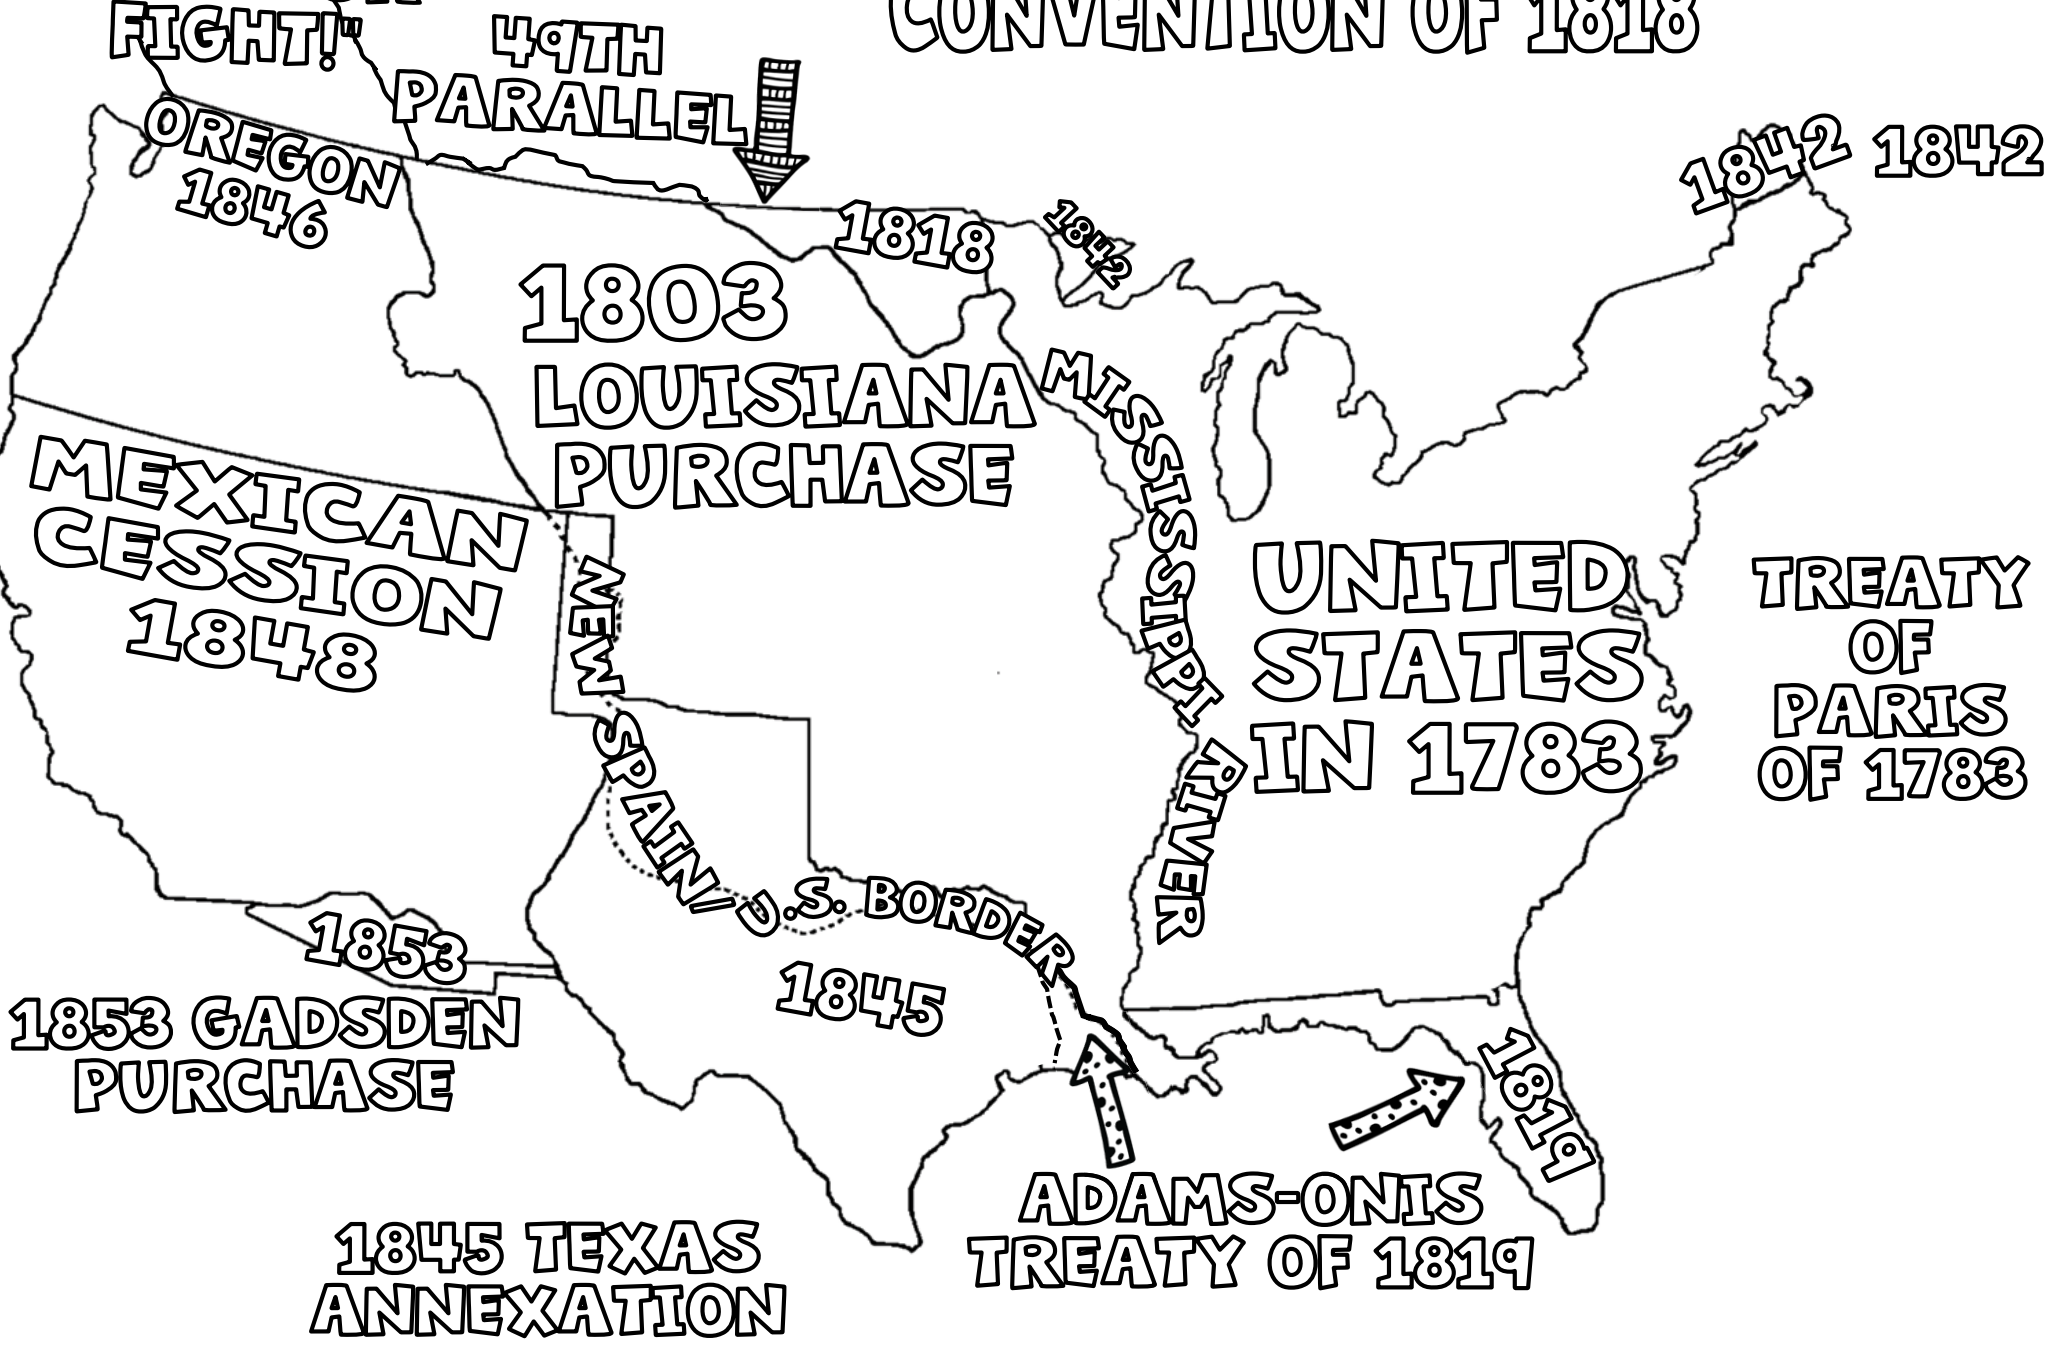 CONVENTION OF 1818
FIGHT!"
49TH
PARALLEL
OREGON
1846
1818
1842
1842
1842
1803
LOUISIANA
PURCHASE
MISSISSIPPI RIVER
MEXICAN
CESSION
1848
UNITED
STATES
IN 1783
TREATY
OF
PARIS
OF 1783
NEW SPAIN/U.S. BORDER
1853
1845
1819
1853 GADSDEN
PURCHASE
ADAMS-ONIS
TREATY OF 1819
1845 TEXAS
ANNEXATION